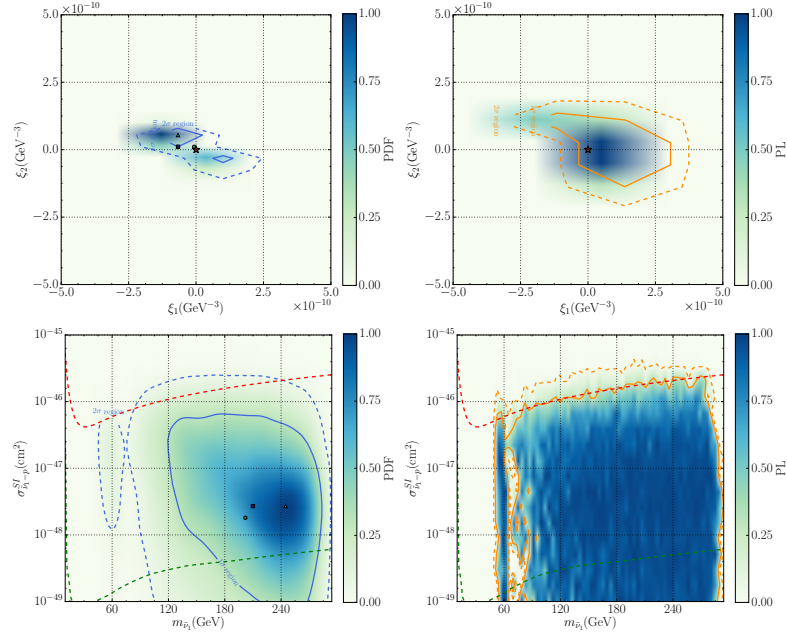 ×10⁻¹⁰
5.0
2.5
0.0
−2.5
−5.0
ξ₂(GeV⁻³)
2σ region
−5.0 −2.5 0.0 2.5 5.0
ξ₁(GeV⁻³) ×10⁻¹⁰
1.00
0.75
0.50
0.25
0.00
PDF
×10⁻¹⁰
5.0
2.5
0.0
−2.5
−5.0
ξ₂(GeV⁻³)
2σ region
−5.0 −2.5 0.0 2.5 5.0
ξ₁(GeV⁻³) ×10⁻¹⁰
1.00
0.75
0.50
0.25
0.00
PL
10⁻⁴⁵
10⁻⁴⁶
10⁻⁴⁷
10⁻⁴⁸
10⁻⁴⁹
σ^{SI}_{ν̃₁−p}(cm²)
2σ region
region
60 120 180 240
m_{ν̃₁}(GeV)
1.00
0.75
0.50
0.25
0.00
PDF
10⁻⁴⁵
10⁻⁴⁶
10⁻⁴⁷
10⁻⁴⁸
10⁻⁴⁹
σ^{SI}_{ν̃₁−p}(cm²)
60 120 180 240
m_{ν̃₁}(GeV)
1.00
0.75
0.50
0.25
0.00
PL